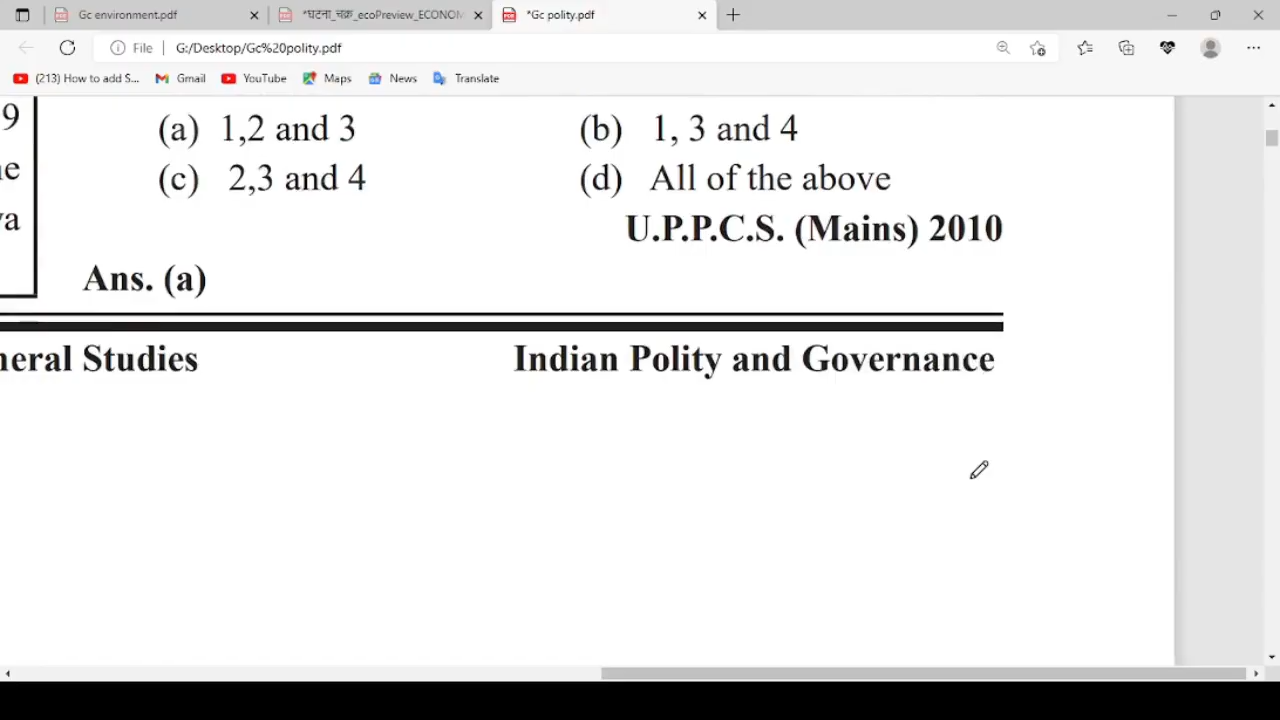 Gc environment.pdf
*घटना_चक्र_ecoPreview_ECONOM
*Gc polity.pdf
File
G:/Desktop/Gc%20polity.pdf
(213) How to add S...
Gmail
YouTube
Maps
News
Translate
9
(a) 1,2 and 3
(b) 1, 3 and 4
(c) 2,3 and 4
(d) All of the above
U.P.P.C.S. (Mains) 2010
Ans. (a)
neral Studies
Indian Polity and Governance